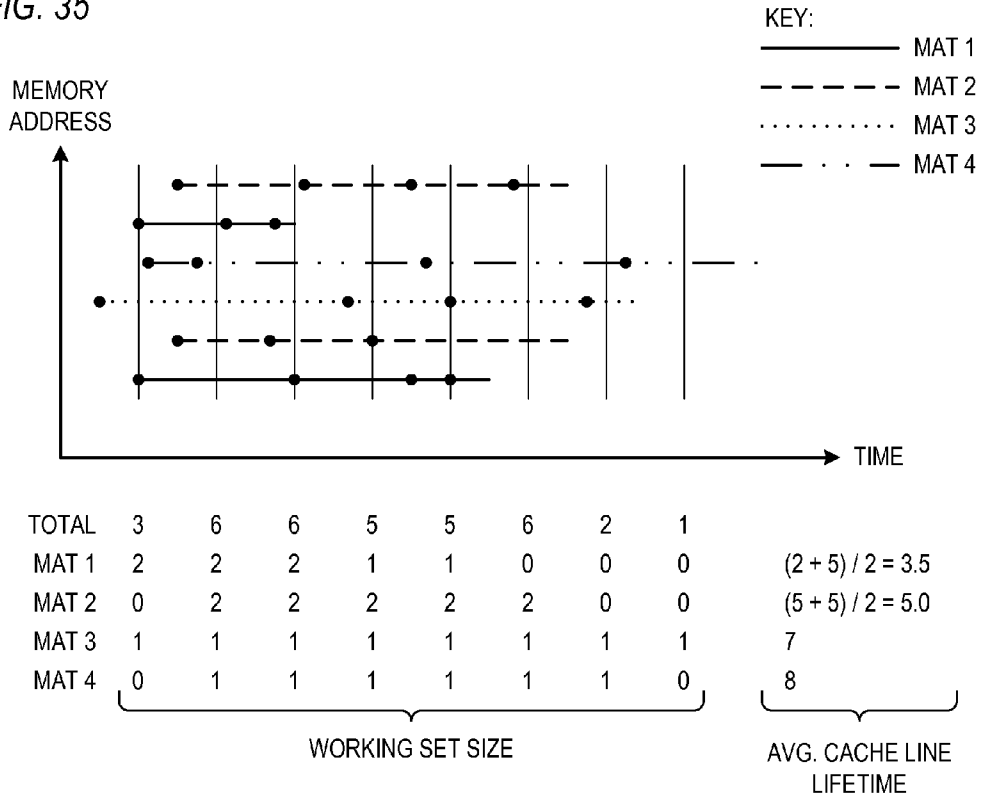 FIG. 35
KEY:
MAT 1
MAT 2
MAT 3
MAT 4
MEMORY
ADDRESS
TIME
TOTAL 3 6 6 5 5 6 2 1
MAT 1 2 2 2 1 1 0 0 0 (2 + 5) / 2 = 3.5
MAT 2 0 2 2 2 2 2 0 0 (5 + 5) / 2 = 5.0
MAT 3 1 1 1 1 1 1 1 1 7
MAT 4 0 1 1 1 1 1 1 0 8
WORKING SET SIZE
AVG. CACHE LINE
LIFETIME